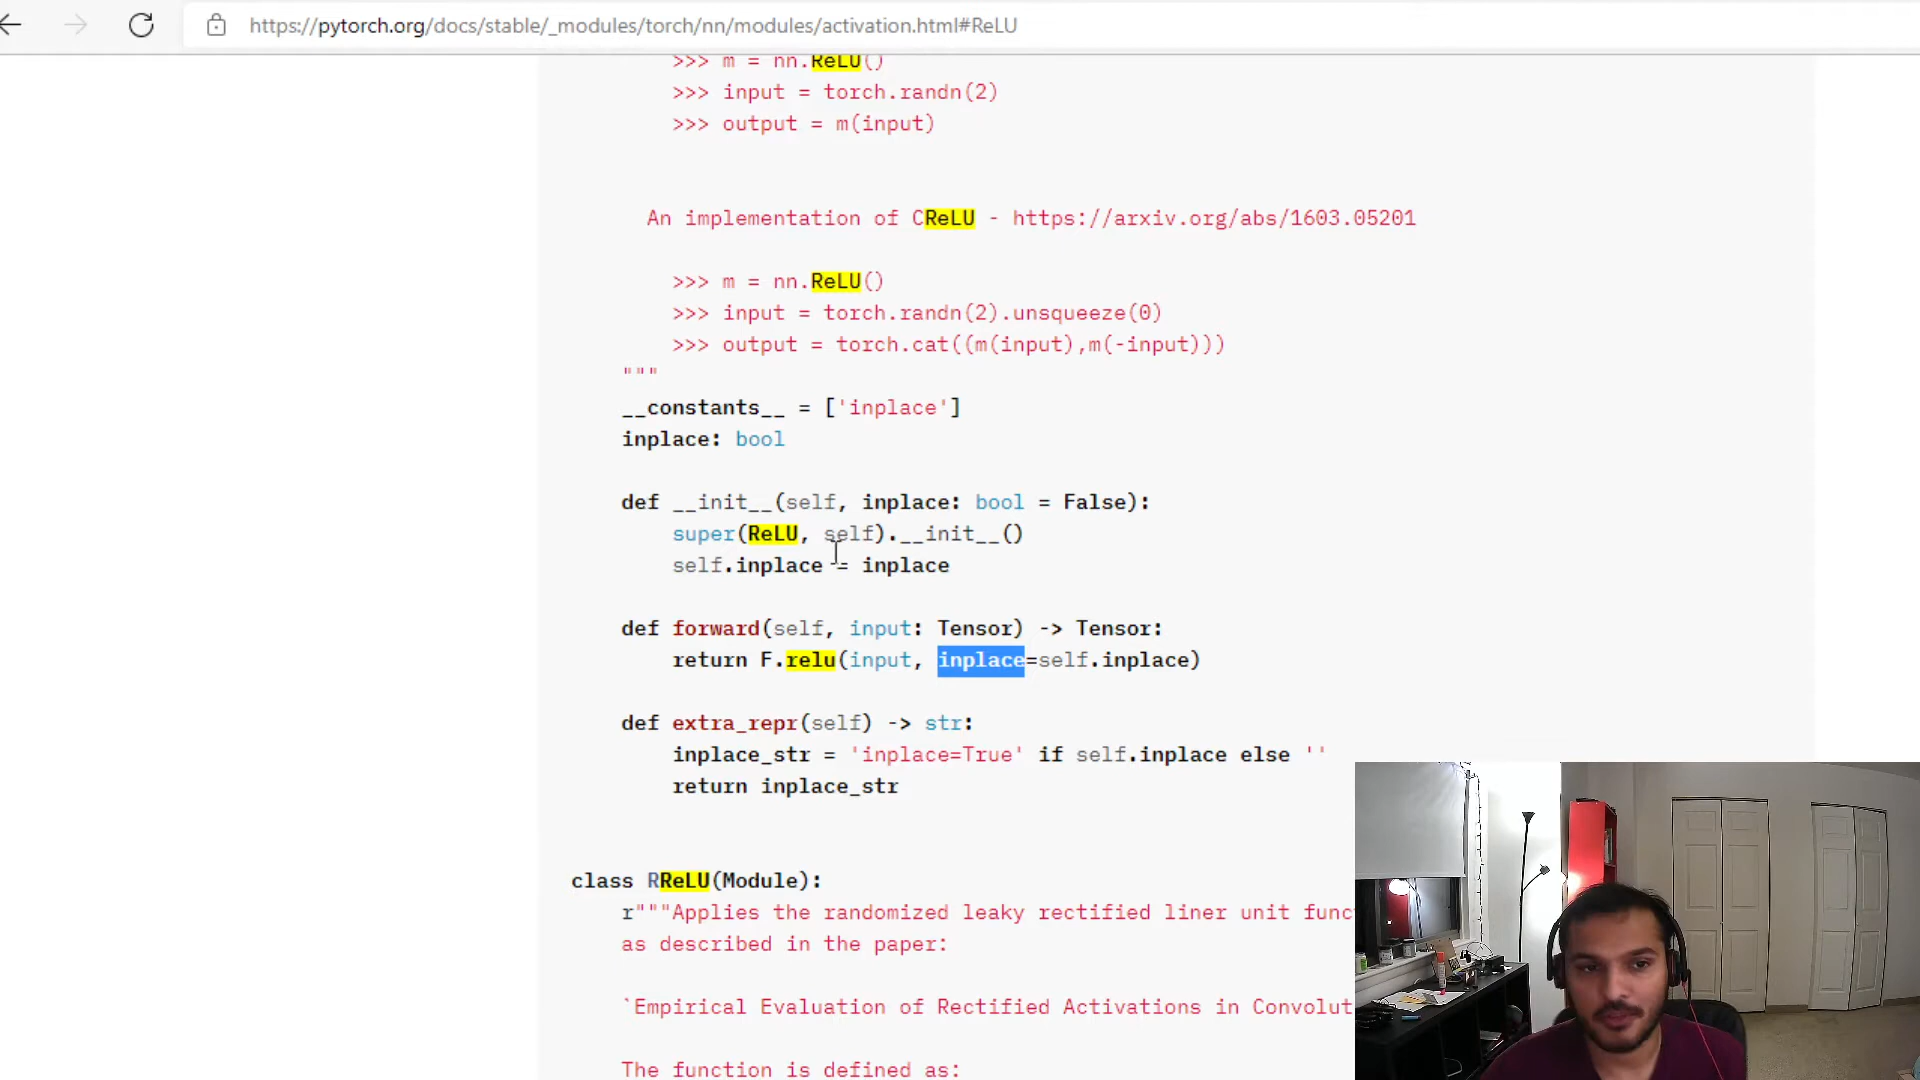 https://pytorch.org/docs/stable/_modules/torch/nn/modules/activation.html#ReLU
>>> m = nn.ReLU()
>>> input = torch.randn(2)
>>> output = m(input)
An implementation of CReLU - https://arxiv.org/abs/1603.05201
>>> m = nn.ReLU()
>>> input = torch.randn(2).unsqueeze(0)
>>> output = torch.cat((m(input),m(-input)))
"""
__constants__ = ['inplace']
inplace: bool
def __init__(self, inplace: bool = False):
super(ReLU, self).__init__()
self.inplace = inplace
def forward(self, input: Tensor) -> Tensor:
return F.relu(input, inplace=self.inplace)
def extra_repr(self) -> str:
inplace_str = 'inplace=True' if self.inplace else ''
return inplace_str
class RReLU(Module):
r"""Applies the randomized leaky rectified liner unit func
as described in the paper:
`Empirical Evaluation of Rectified Activations in Convolut
The function is defined as: